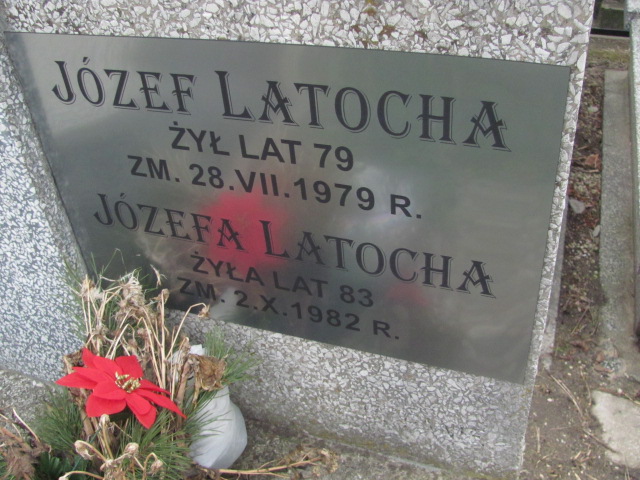 Józef Latocha
ŻYŁ LAT 79
ZM. 28.VII.1979 R.
Józefa Latocha
ŻYŁA LAT 83
ZM. 2.X.1982 R.